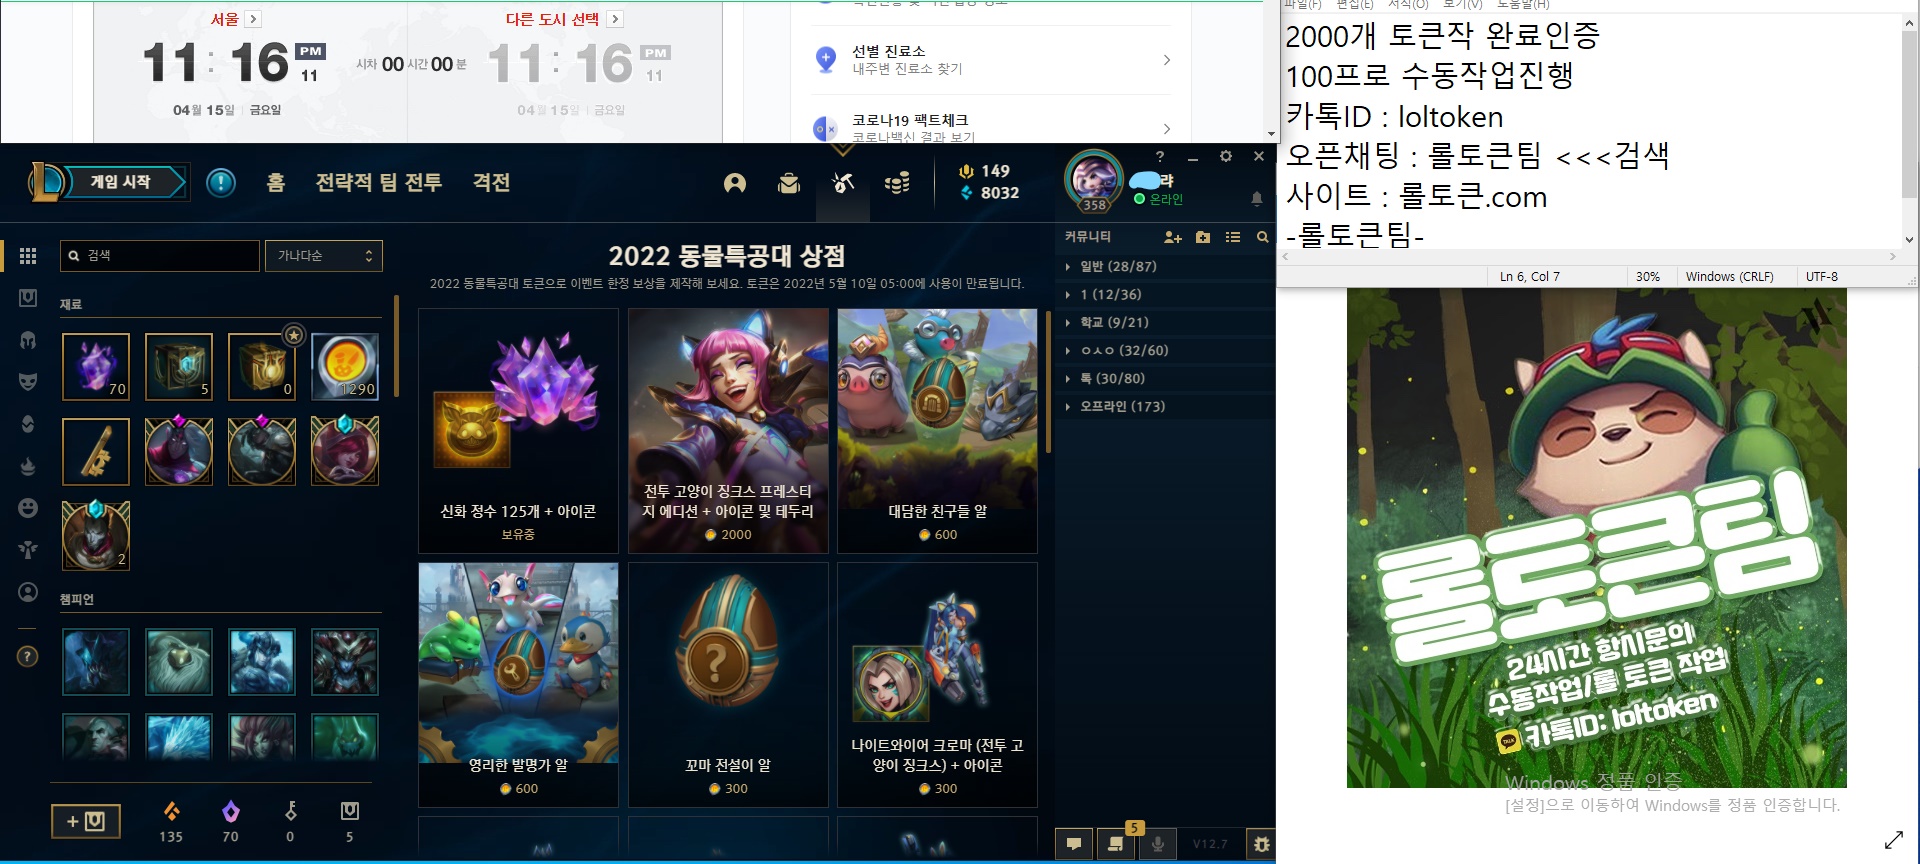 서울
11:16 PM 11
04월 15일 금요일
시차 00 시간 00 분
다른 도시 선택
11:16 PM 11
04월 15일 금요일
선별 진료소
내주변 진료소 찾기
코로나19 팩트체크
코로나백신 결과 보기
파일(F) 편집(E) 서식(O) 보기(V) 도움말(H)
2000개 토큰작 완료인증
100프로 수동작업진행
카톡ID : loltoken
오픈채팅 : 롤토큰팀 <<<검색
사이트 : 롤토큰.com
-롤토큰팀-
Ln 6, Col 7 30% Windows (CRLF) UTF-8
게임 시작
홈 전략적 팀 전투 격전
149
8032
358
랴
온라인
검색
가나다순
재료
70 5 0 1290
2
챔피언
135 70 0 5
2022 동물특공대 상점
2022 동물특공대 토큰으로 이벤트 한정 보상을 제작해 보세요. 토큰은 2022년 5월 10일 05:00에 사용이 만료됩니다.
신화 정수 125개 + 아이콘
보유중
전투 고양이 징크스 프레스티
지 에디션 + 아이콘 및 테두리
2000
대담한 친구들 알
600
영리한 발명가 알
600
꼬마 전설이 알
300
나이트와이어 크로마 (전투 고
양이 징크스) + 아이콘
300
커뮤니티
일반 (28/87)
1 (12/36)
학교 (9/21)
ㅇㅅㅇ (32/60)
톡 (30/80)
오프라인 (173)
5
V12.7
롤토큰팀
24시간 항시문의
수동작업/롤 토큰 작업
TALK 카톡ID: loltoken
Windows 정품 인증
[설정]으로 이동하여 Windows를 정품 인증합니다.